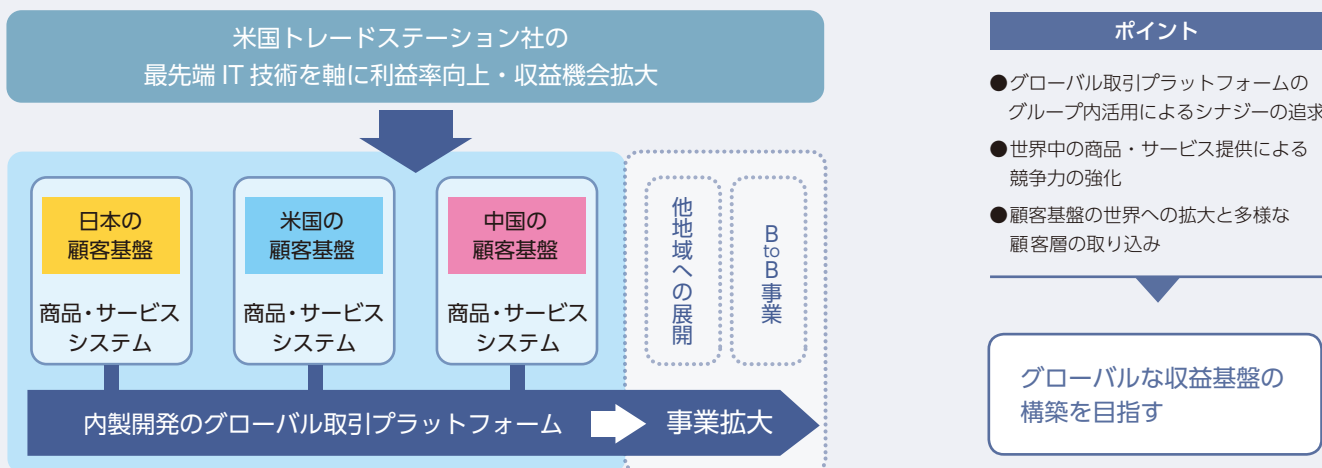 米国トレードステーション社の
最先端 IT 技術を軸に利益率向上・収益機会拡大
日本の
顧客基盤
商品・サービス
システム
米国の
顧客基盤
商品・サービス
システム
中国の
顧客基盤
商品・サービス
システム
他地域への展開
BtoB事業
内製開発のグローバル取引プラットフォーム
事業拡大
ポイント
●グローバル取引プラットフォームの
グループ内活用によるシナジーの追求
●世界中の商品・サービス提供による
競争力の強化
●顧客基盤の世界への拡大と多様な
顧客層の取り込み
グローバルな収益基盤の
構築を目指す